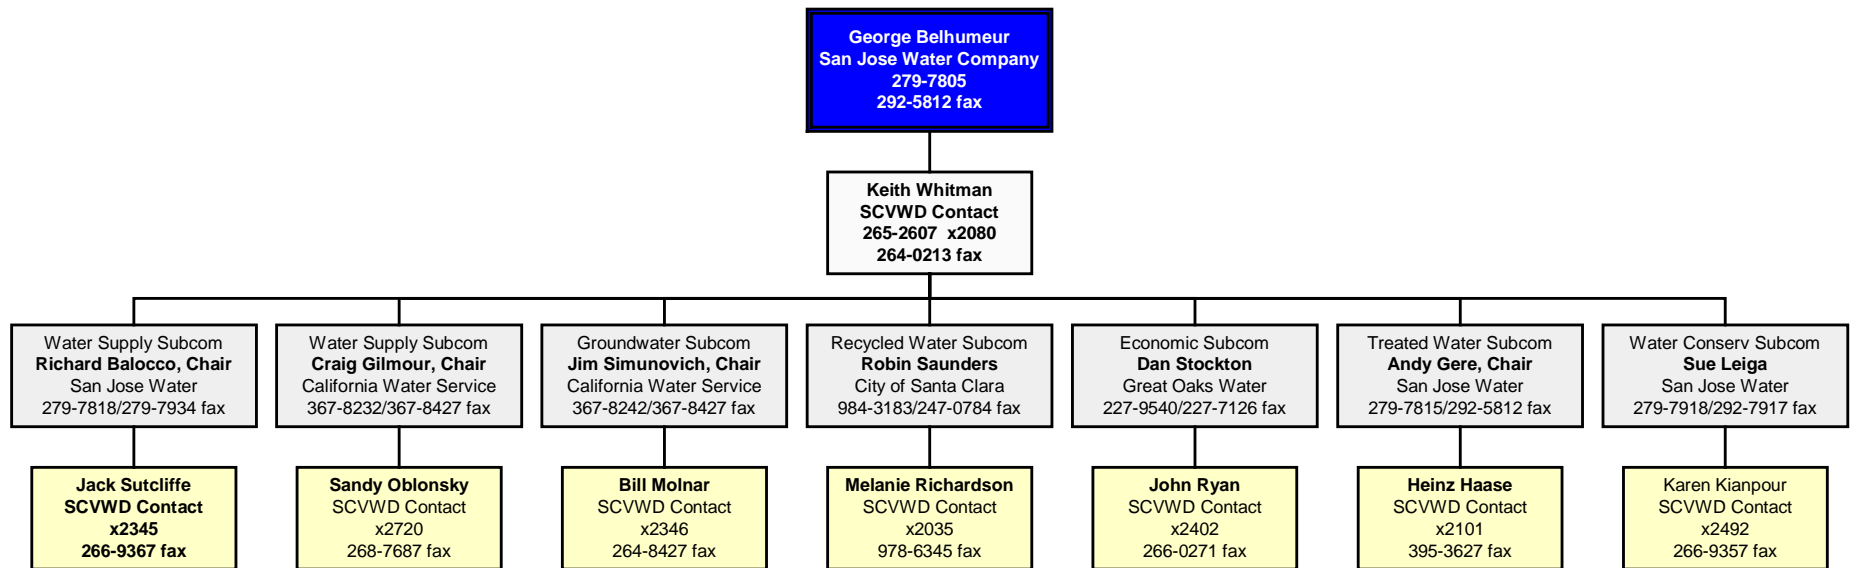 George Belhumeur
San Jose Water Company
279-7805
292-5812 fax
Keith Whitman
SCVWD Contact
265-2607  x2080
264-0213 fax
Water Supply Subcom
Richard Balocco, Chair
San Jose Water
279-7818/279-7934 fax
Water Supply Subcom
Craig Gilmour, Chair
California Water Service
367-8232/367-8427 fax
Groundwater Subcom
Jim Simunovich, Chair
California Water Service
367-8242/367-8427 fax
Recycled Water Subcom
Robin Saunders
City of Santa Clara
984-3183/247-0784 fax
Economic Subcom
Dan Stockton
Great Oaks Water
227-9540/227-7126 fax
Treated Water Subcom
Andy Gere, Chair
San Jose Water
279-7815/292-5812 fax
Water Conserv Subcom
Sue Leiga
San Jose Water
279-7918/292-7917 fax
Jack Sutcliffe
SCVWD Contact
x2345
266-9367 fax
Sandy Oblonsky
SCVWD Contact
x2720
268-7687 fax
Bill Molnar
SCVWD Contact
x2346
264-8427 fax
Melanie Richardson
SCVWD Contact
x2035
978-6345 fax
John Ryan
SCVWD Contact
x2402
266-0271 fax
Heinz Haase
SCVWD Contact
x2101
395-3627 fax
Karen Kianpour
SCVWD Contact
x2492
266-9357 fax